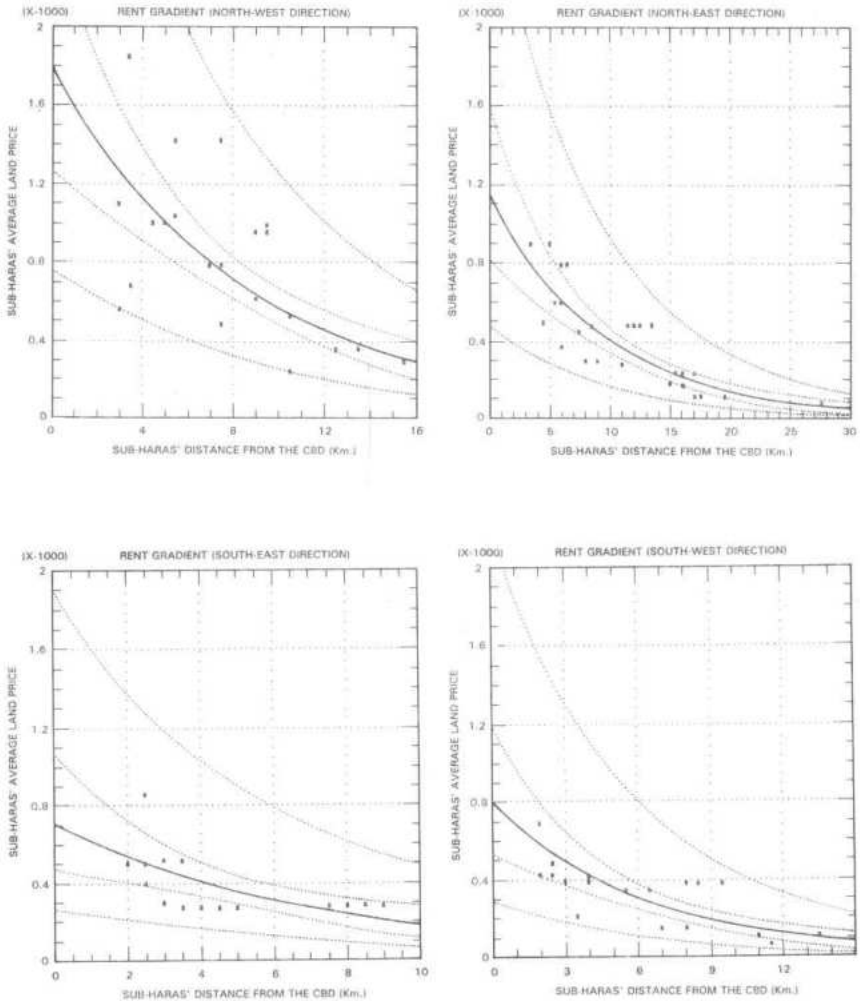 (X·1000) RENT GRADIENT (NORTH-WEST DIRECTION)
SUB-HARAS' AVERAGE LAND PRICE
2
1.6
1.2
0.8
0.4
0
0 4 8 12 16
SUB-HARAS' DISTANCE FROM THE CBD (Km.)
(X·1000) RENT GRADIENT (NORTH-EAST DIRECTION)
SUB-HARAS' AVERAGE LAND PRICE
2
1.6
1.2
0.8
0.4
0
0 5 10 15 20 25 30
SUB-HARAS' DISTANCE FROM THE CBD (Km.)
(X·1000) RENT GRADIENT (SOUTH-EAST DIRECTION)
SUB-HARAS' AVERAGE LAND PRICE
2
1.6
1.2
0.8
0.4
0
0 2 4 6 8 10
SUB-HARAS' DISTANCE FROM THE CBD (Km.)
(X·1000) RENT GRADIENT (SOUTH-WEST DIRECTION)
SUB-HARAS' AVERAGE LAND PRICE
2
1.6
1.2
0.8
0.4
0
0 3 6 9 12
SUB-HARAS' DISTANCE FROM THE CBD (Km.)